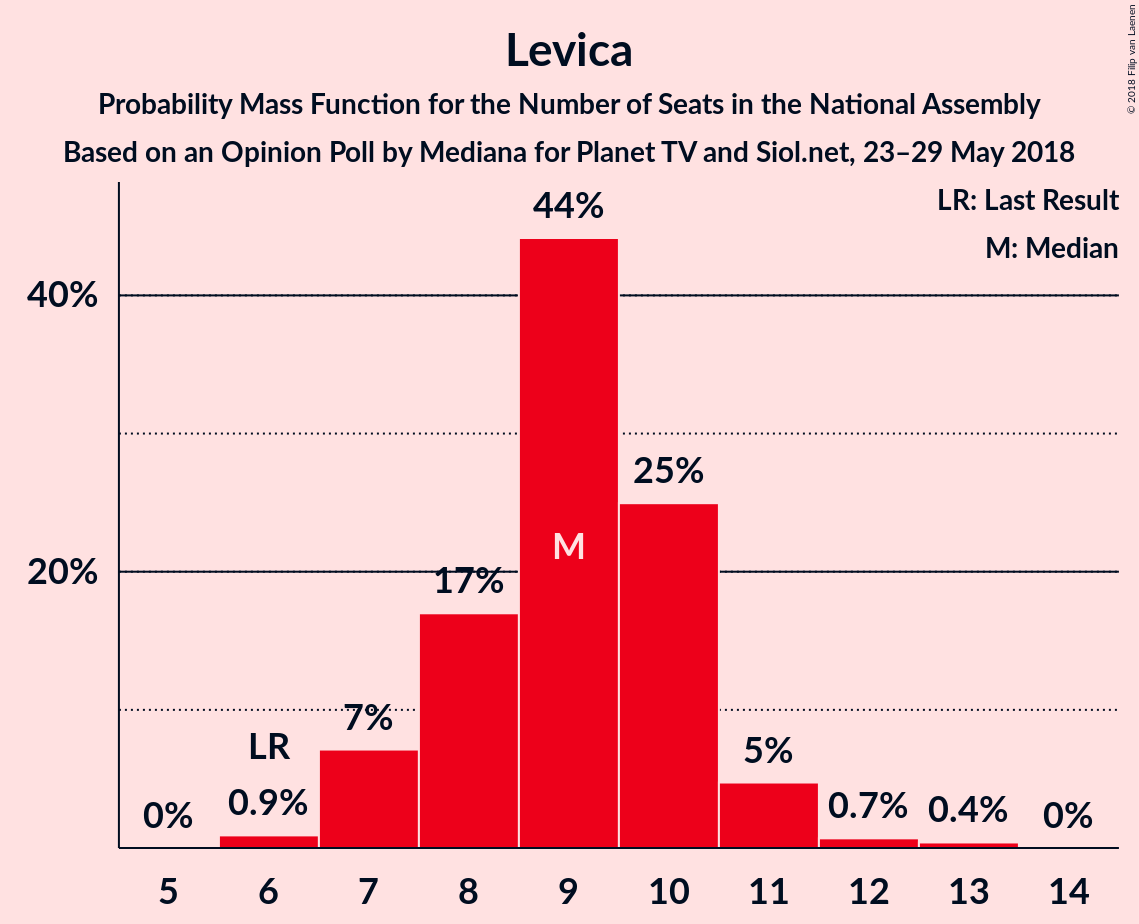 Levica
Probability Mass Function for the Number of Seats in the National Assembly
Based on an Opinion Poll by Mediana for Planet TV and Siol.net, 23–29 May 2018
© 2018 Filip van Laenen
LR: Last Result
M: Median
40%
20%
0%
LR
0.9%
7%
17%
44%
M
25%
5%
0.7%
0.4%
0%
5 6 7 8 9 10 11 12 13 14